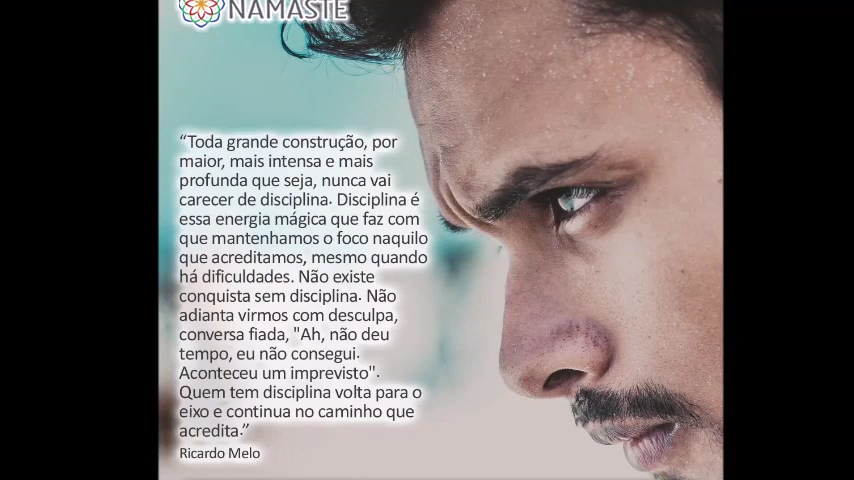 NAMASTÊ
“Toda grande construção, por
maior, mais intensa e mais
profunda que seja, nunca vai
carecer de disciplina. Disciplina é
essa energia mágica que faz com
que mantenhamos o foco naquilo
que acreditamos, mesmo quando
há dificuldades. Não existe
conquista sem disciplina. Não
adianta virmos com desculpa,
conversa fiada, "Ah, não deu
tempo, eu não consegui.
Aconteceu um imprevisto".
Quem tem disciplina volta para o
eixo e continua no caminho que
acredita.”
Ricardo Melo